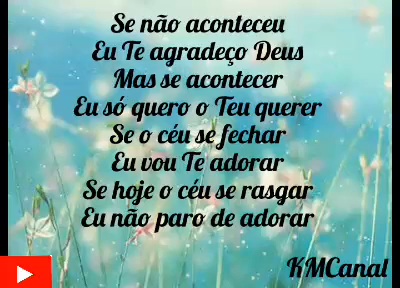 Se não aconteceu
Eu Te agradeço Deus
Mas se acontecer
Eu só quero o Teu querer
Se o céu se fechar
Eu vou Te adorar
Se hoje o céu se rasgar
Eu não paro de adorar
KMCanal